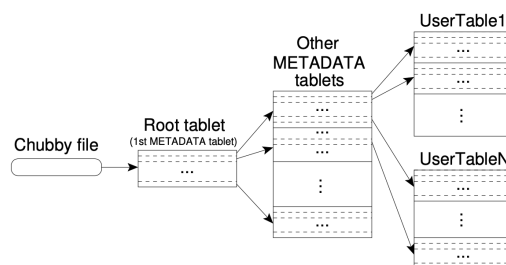 Chubby file
Root tablet
(1st METADATA tablet)
...
Other
METADATA
tablets
...
...
...
...
UserTable1
...
...
UserTableN
...
...